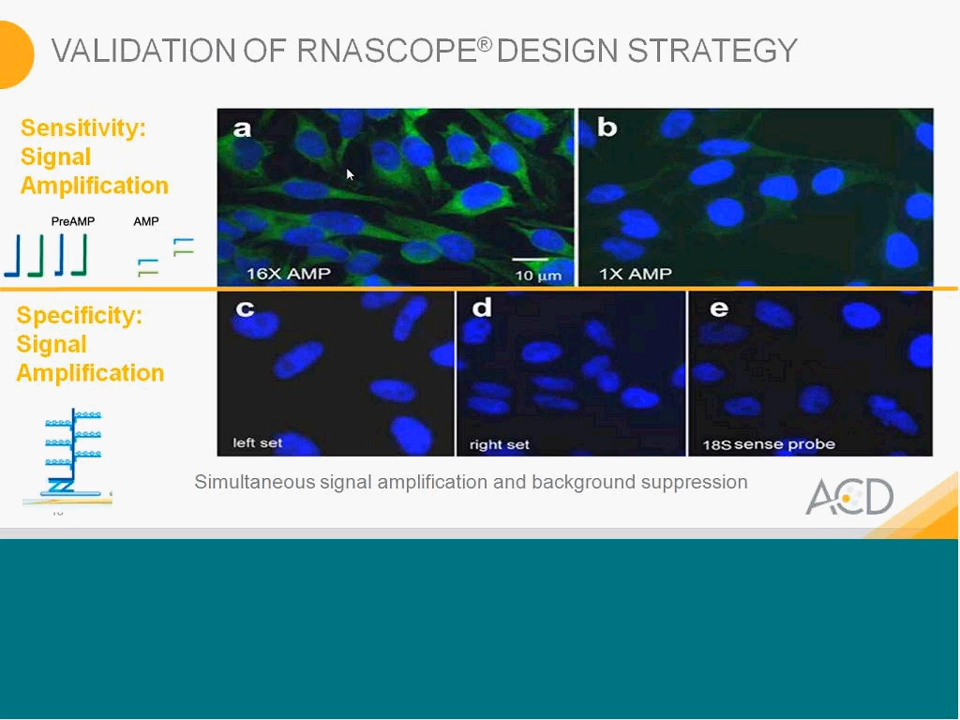 VALIDATION OF RNASCOPE® DESIGN STRATEGY
Sensitivity:
Signal
Amplification
PreAMP
AMP
a
16X AMP
10 µm
b
1X AMP
Specificity:
Signal
Amplification
c
left set
d
right set
e
18S sense probe
Simultaneous signal amplification and background suppression
ACD